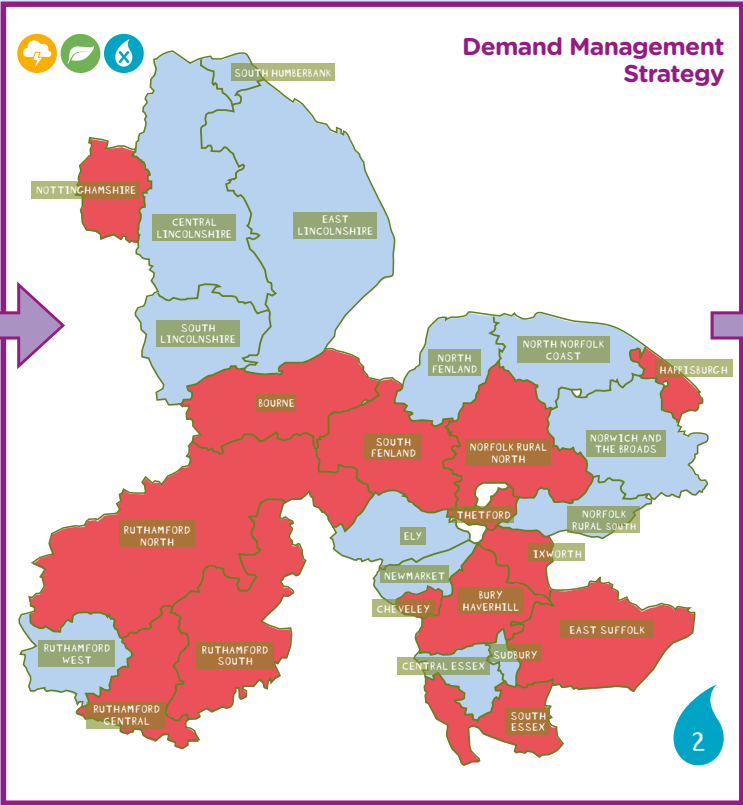 Demand Management
Strategy
SOUTH HUMBERBANK
NOTTINGHAMSHIRE
CENTRAL
LINCOLNSHIRE
EAST
LINCOLNSHIRE
SOUTH
LINCOLNSHIRE
NORTH
FENLAND
NORTH NORFOLK
COAST
HAPPISBURGH
BOURNE
SOUTH
FENLAND
NORFOLK RURAL
NORTH
NORWICH AND
THE BROADS
THETFORD
NORFOLK
RURAL SOUTH
RUTHAMFORD
NORTH
ELY
IXWORTH
NEWMARKET
CHEVELEY
BURY
HAVERHILL
EAST SUFFOLK
RUTHAMFORD
WEST
RUTHAMFORD
SOUTH
CENTRAL ESSEX
SUDBURY
RUTHAMFORD
CENTRAL
SOUTH
ESSEX
2